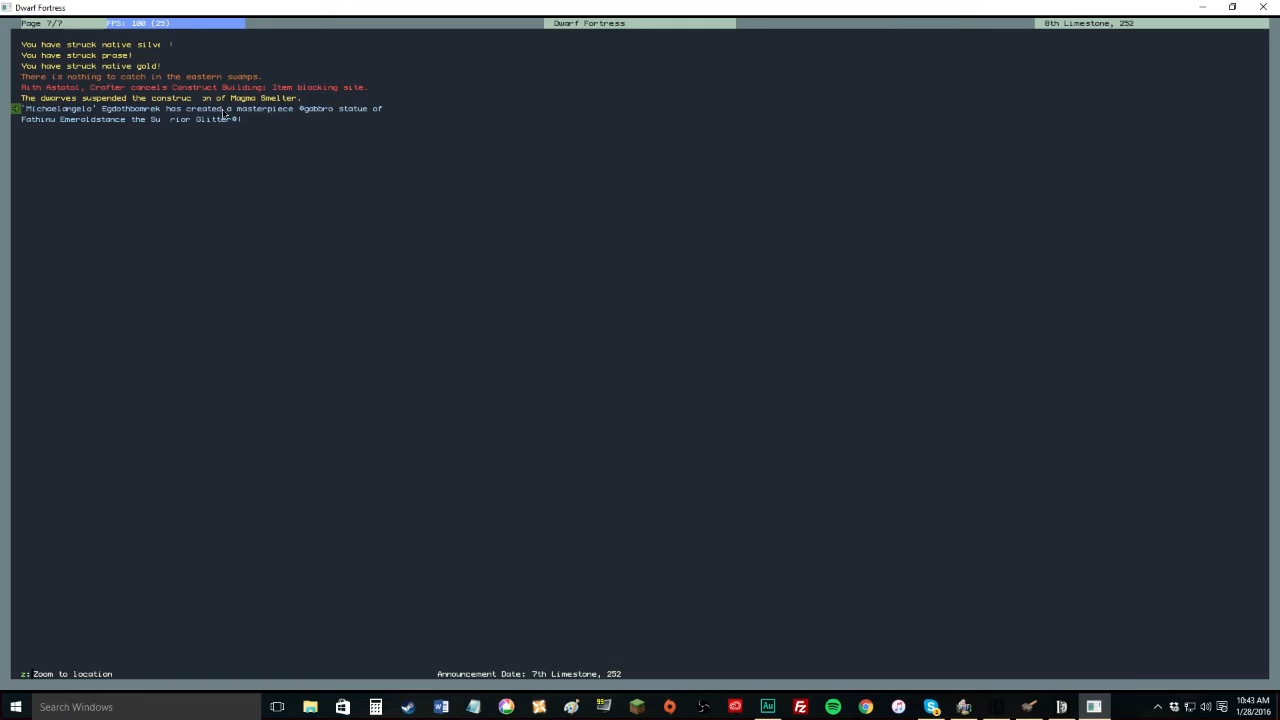 Dwarf Fortress
Page 7/7 FPS: 100 (25) Dwarf Fortress 8th Limestone, 252
You have struck native !
You have struck prase!
You have struck native gold!
There is nothing to catch in the eastern swamps.
Rith Astatol, Crafter cancels Construct Building: Item blocking site.
The dwarves suspended the of Magma Smelter.
`Michaelangelo' Egdothbomrek has created a masterpiece ☼gabbro statue of
Fathinu Emeraldstance the Glitter☼!
z: Zoom to location Announcement Date: 7th Limestone, 252
Search Windows
10:43 AM
1/28/2016